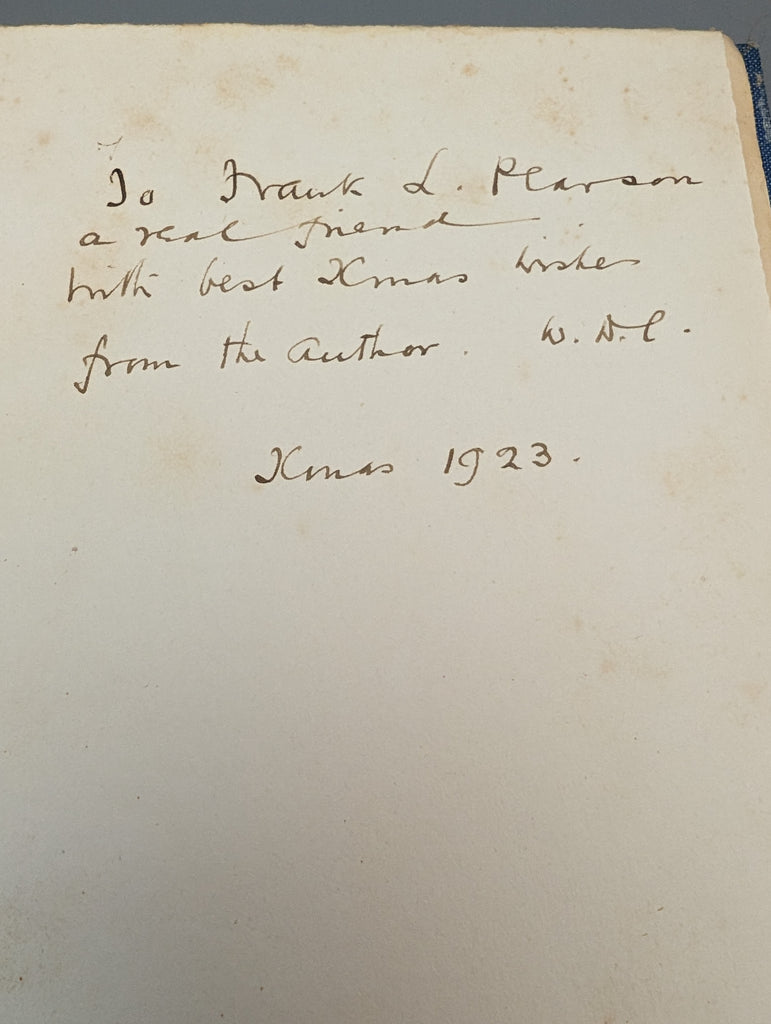 To Frank L. Pearson
a real friend
with best Xmas wishes
from the Author. W. D. C.
Xmas 1923.